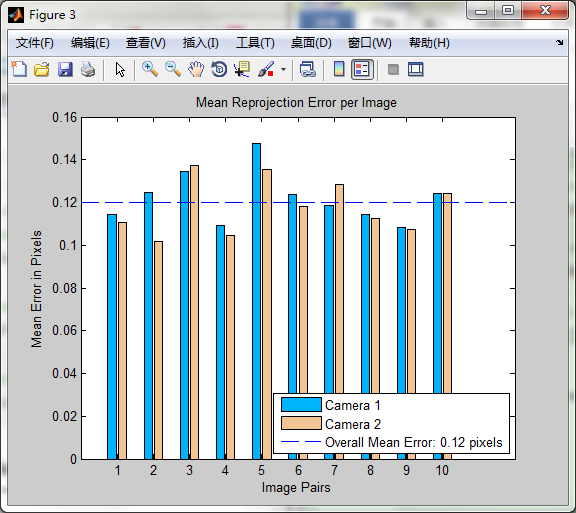 Figure 3
文件(F) 编辑(E) 查看(V) 插入(I) 工具(T) 桌面(D) 窗口(W) 帮助(H)
Mean Reprojection Error per Image
0.16
0.14
0.12
0.1
0.08
0.06
0.04
0.02
0
Mean Error in Pixels
Camera 1
Camera 2
Overall Mean Error: 0.12 pixels
1 2 3 4 5 6 7 8 9 10
Image Pairs